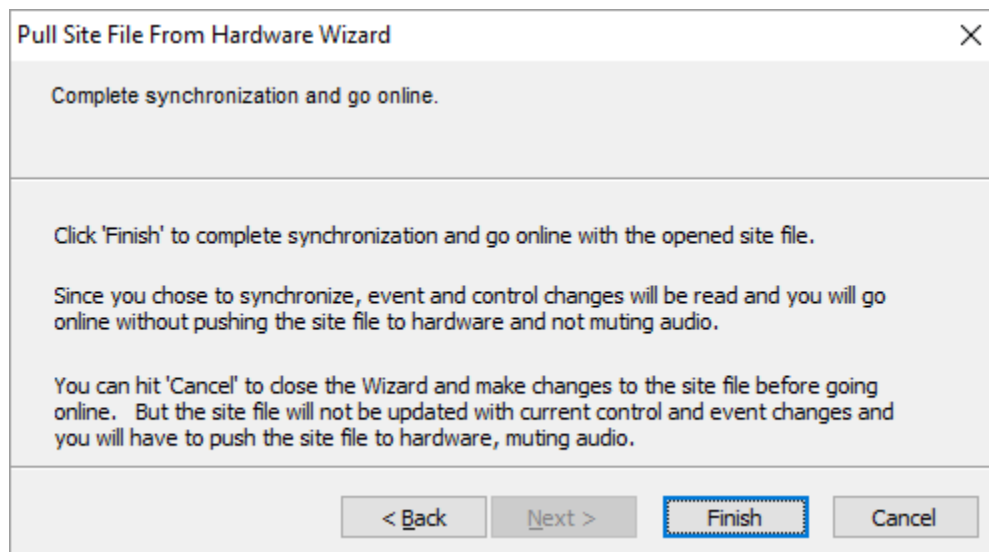 Pull Site File From Hardware Wizard
Complete synchronization and go online.
Click 'Finish' to complete synchronization and go online with the opened site file.
Since you chose to synchronize, event and control changes will be read and you will go
online without pushing the site file to hardware and not muting audio.
You can hit 'Cancel' to close the Wizard and make changes to the site file before going
online.   But the site file will not be updated with current control and event changes and
you will have to push the site file to hardware, muting audio.
< Back
Next >
Finish
Cancel